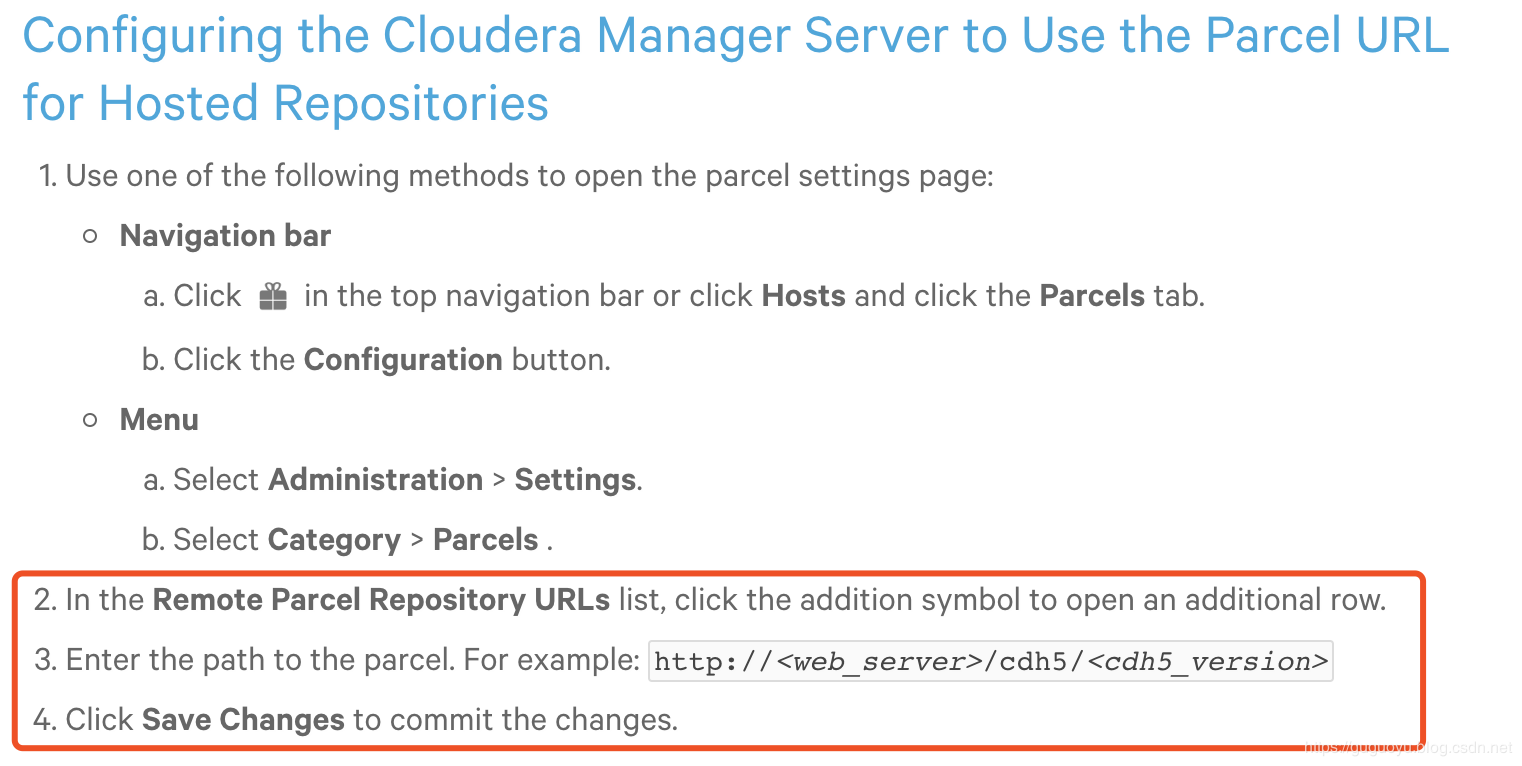 Configuring the Cloudera Manager Server to Use the Parcel URL
for Hosted Repositories
1. Use one of the following methods to open the parcel settings page:
Navigation bar
a. Click in the top navigation bar or click Hosts and click the Parcels tab.
b. Click the Configuration button.
Menu
a. Select Administration > Settings.
b. Select Category > Parcels .
2. In the Remote Parcel Repository URLs list, click the addition symbol to open an additional row.
3. Enter the path to the parcel. For example: http://<web_server>/cdh5/<cdh5_version>
4. Click Save Changes to commit the changes.
https://guguoyu.blog.csdn.net